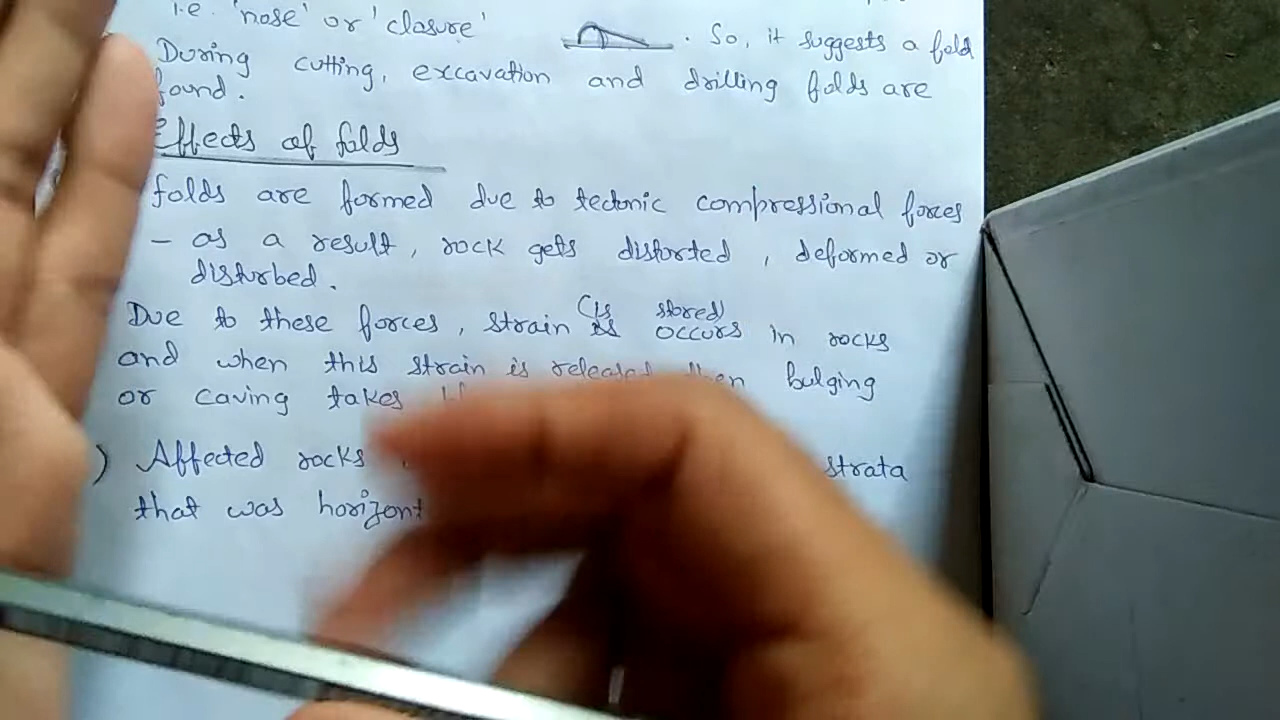 i.e. 'nose' or 'closure' . So, it suggests a fold
During cutting, excavation and drilling folds are
found.
Effects of folds
folds are formed due to tectonic compressional forces
- as a result, rock gets distorted, deformed or
disturbed.
(is stored)
Due to these forces, strain is occurs in rocks
and when this strain is released then bulging
or caving takes
) Affected rocks strata
that was horizont